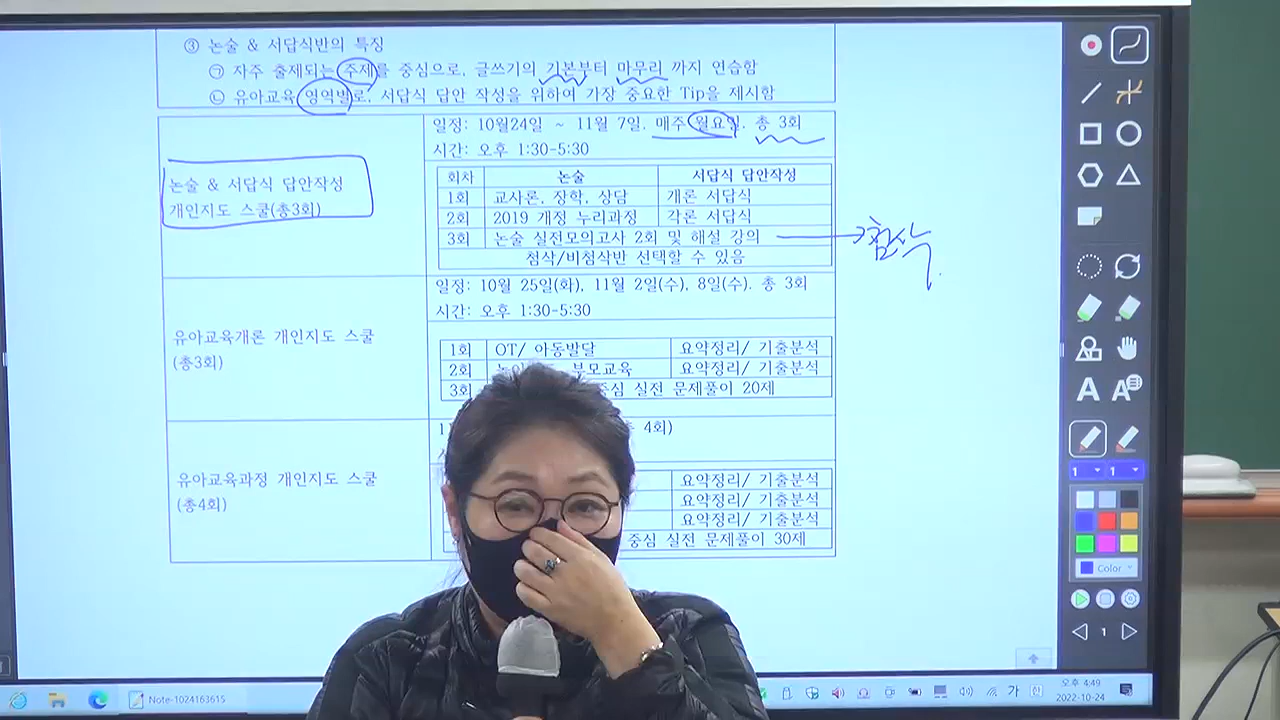 ③ 논술 & 서답식반의 특징
㉠ 자주 출제되는 주제를 중심으로, 글쓰기의 기본부터 마무리 까지 연습함
㉡ 유아교육 영역별로, 서답식 답안 작성을 위하여 가장 중요한 Tip을 제시함
논술 & 서답식 답안작성
개인지도 스쿨(총3회)
일정: 10월24일 ~ 11월 7일. 매주 월요일. 총 3회
시간: 오후 1:30-5:30
회차 논술 서답식 답안작성
1회 교사론, 장학, 상담 개론 서답식
2회 2019 개정 누리과정 각론 서답식
3회 논술 실전모의고사 2회 및 해설 강의
첨삭/비첨삭반 선택할 수 있음
첨삭
유아교육개론 개인지도 스쿨
(총3회)
일정: 10월 25일(화), 11월 2일(수), 8일(수). 총 3회
시간: 오후 1:30-5:30
1회 OT/ 아동발달 요약정리/ 기출분석
2회 부모교육 요약정리/ 기출분석
3회 중심 실전 문제풀이 20제
유아교육과정 개인지도 스쿨
(총4회)
4회)
요약정리/ 기출분석
요약정리/ 기출분석
요약정리/ 기출분석
중심 실전 문제풀이 30제
A A
1 1
Color
1
Note-1024163615
가
오후 4:49
2022-10-24